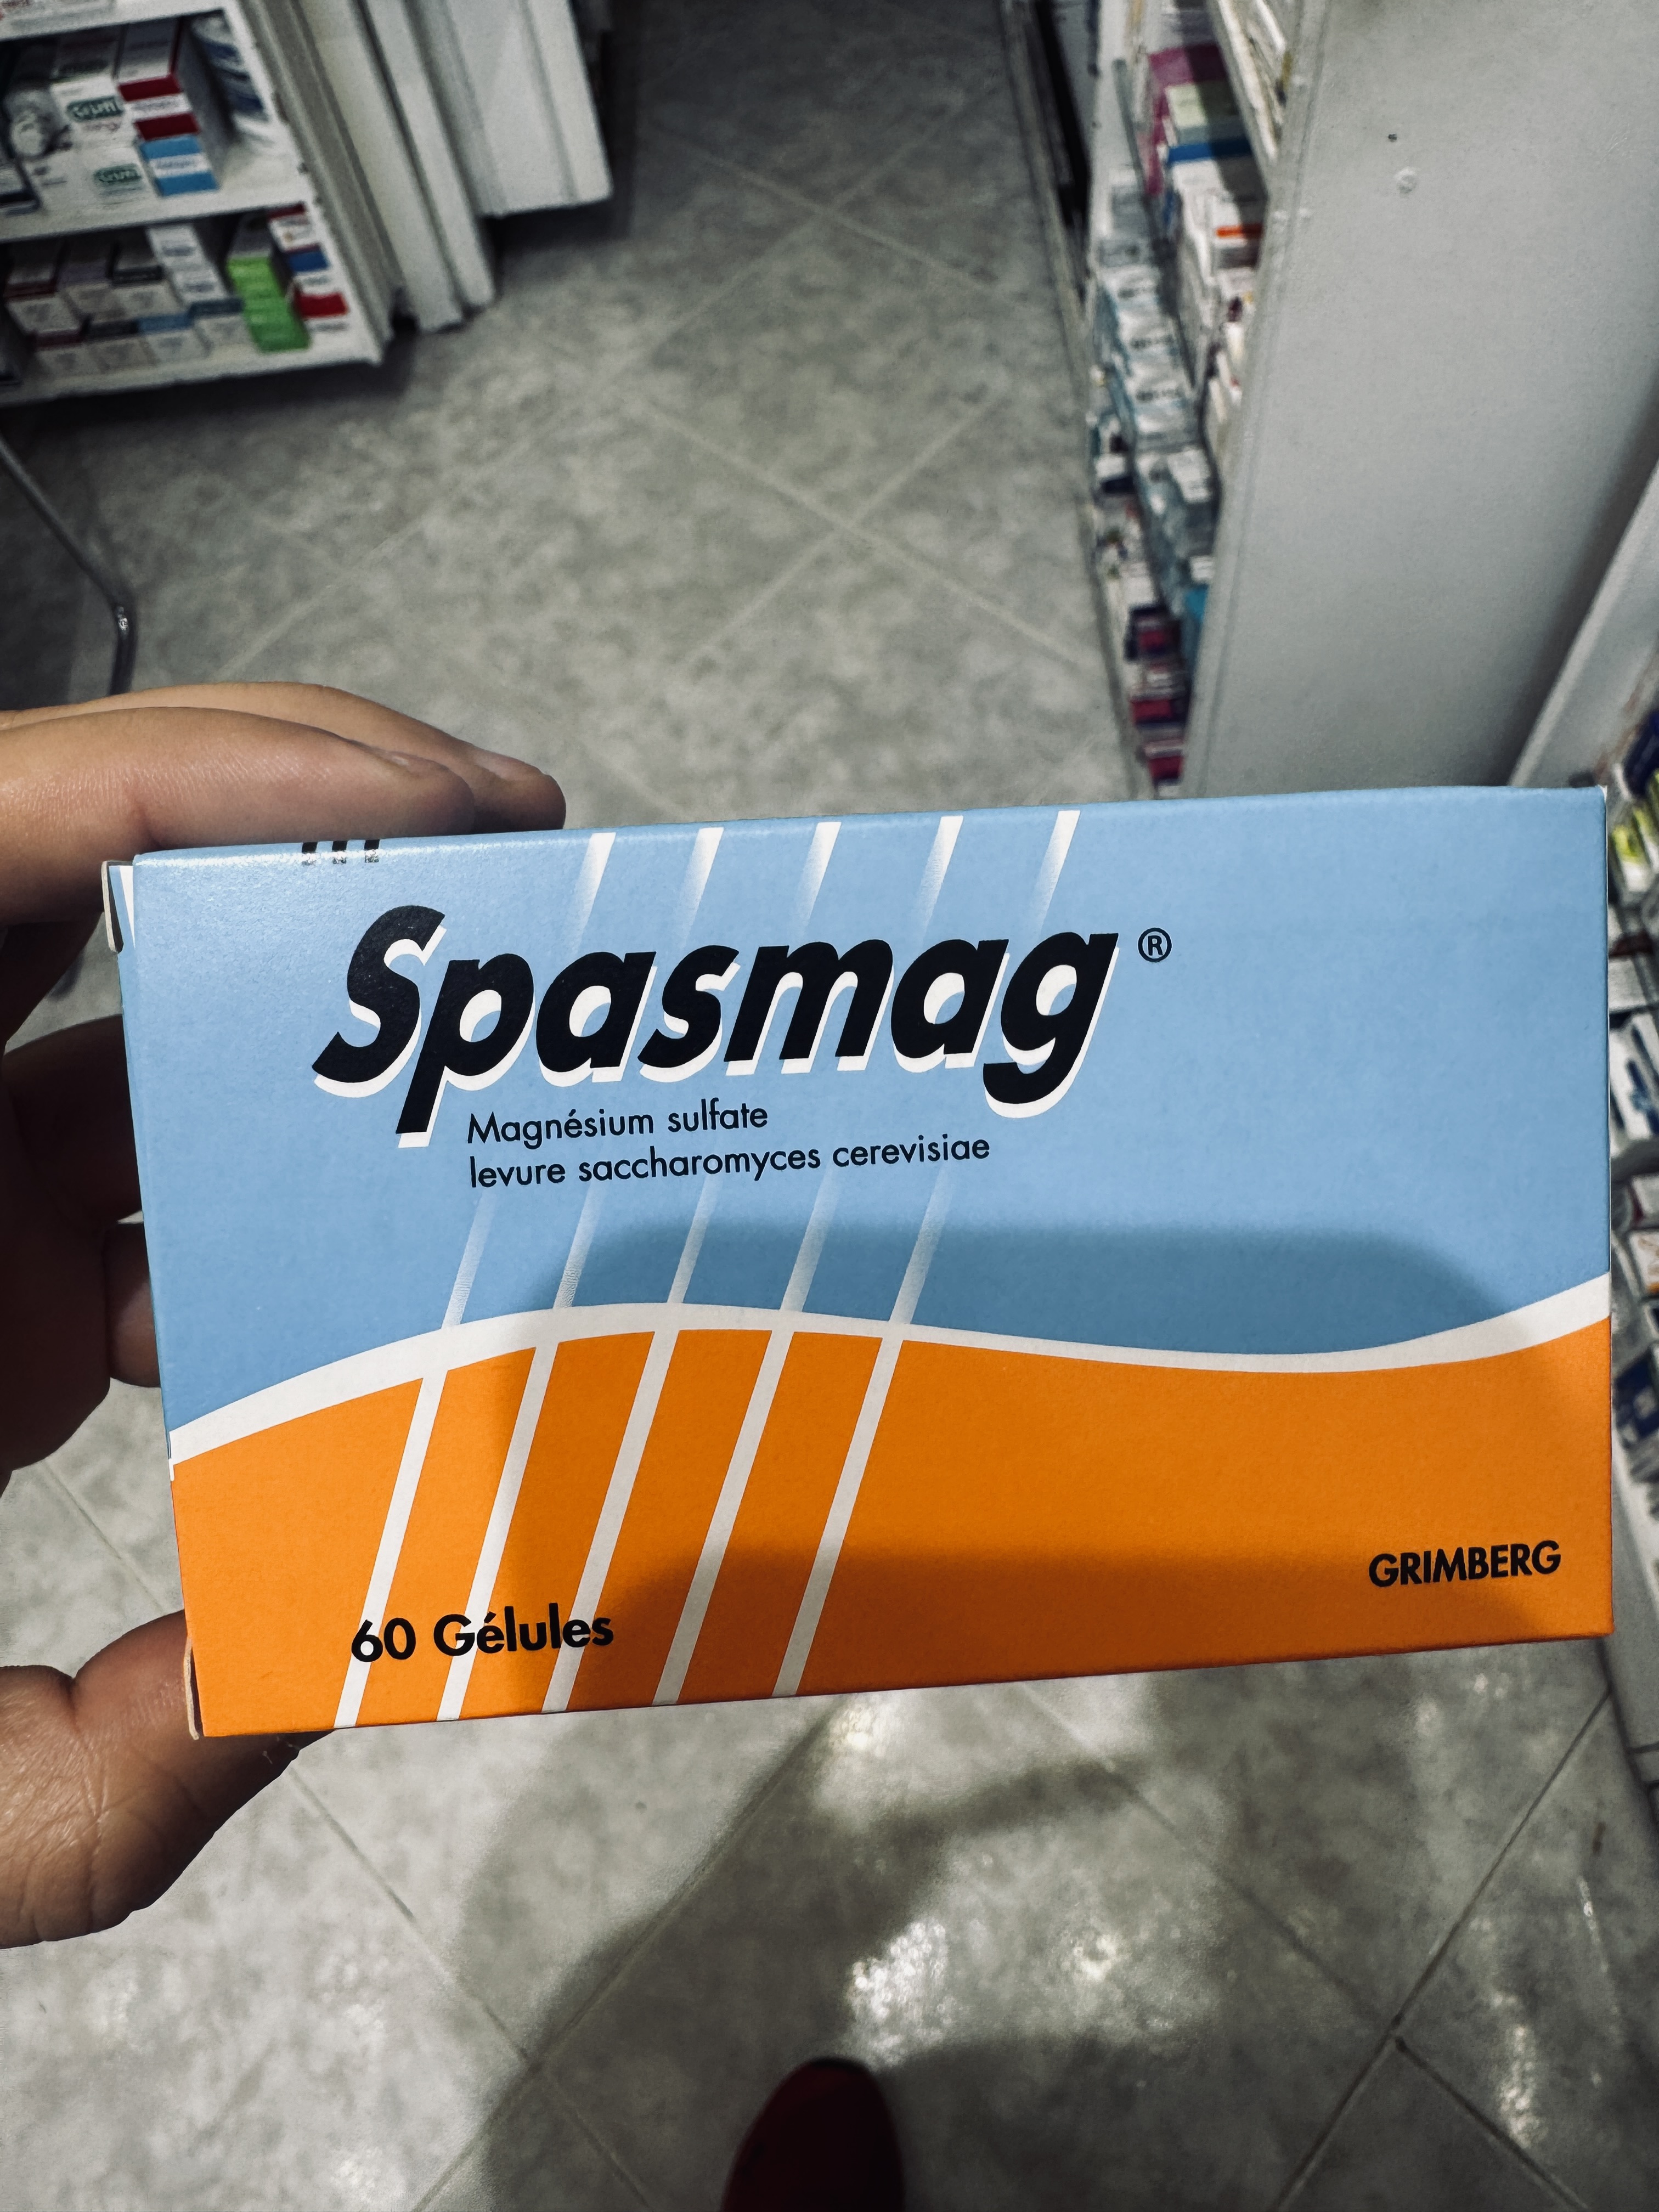 Spasmag®
Magnésium sulfate
levure saccharomyces cerevisiae
GRIMBERG
60 Gélules